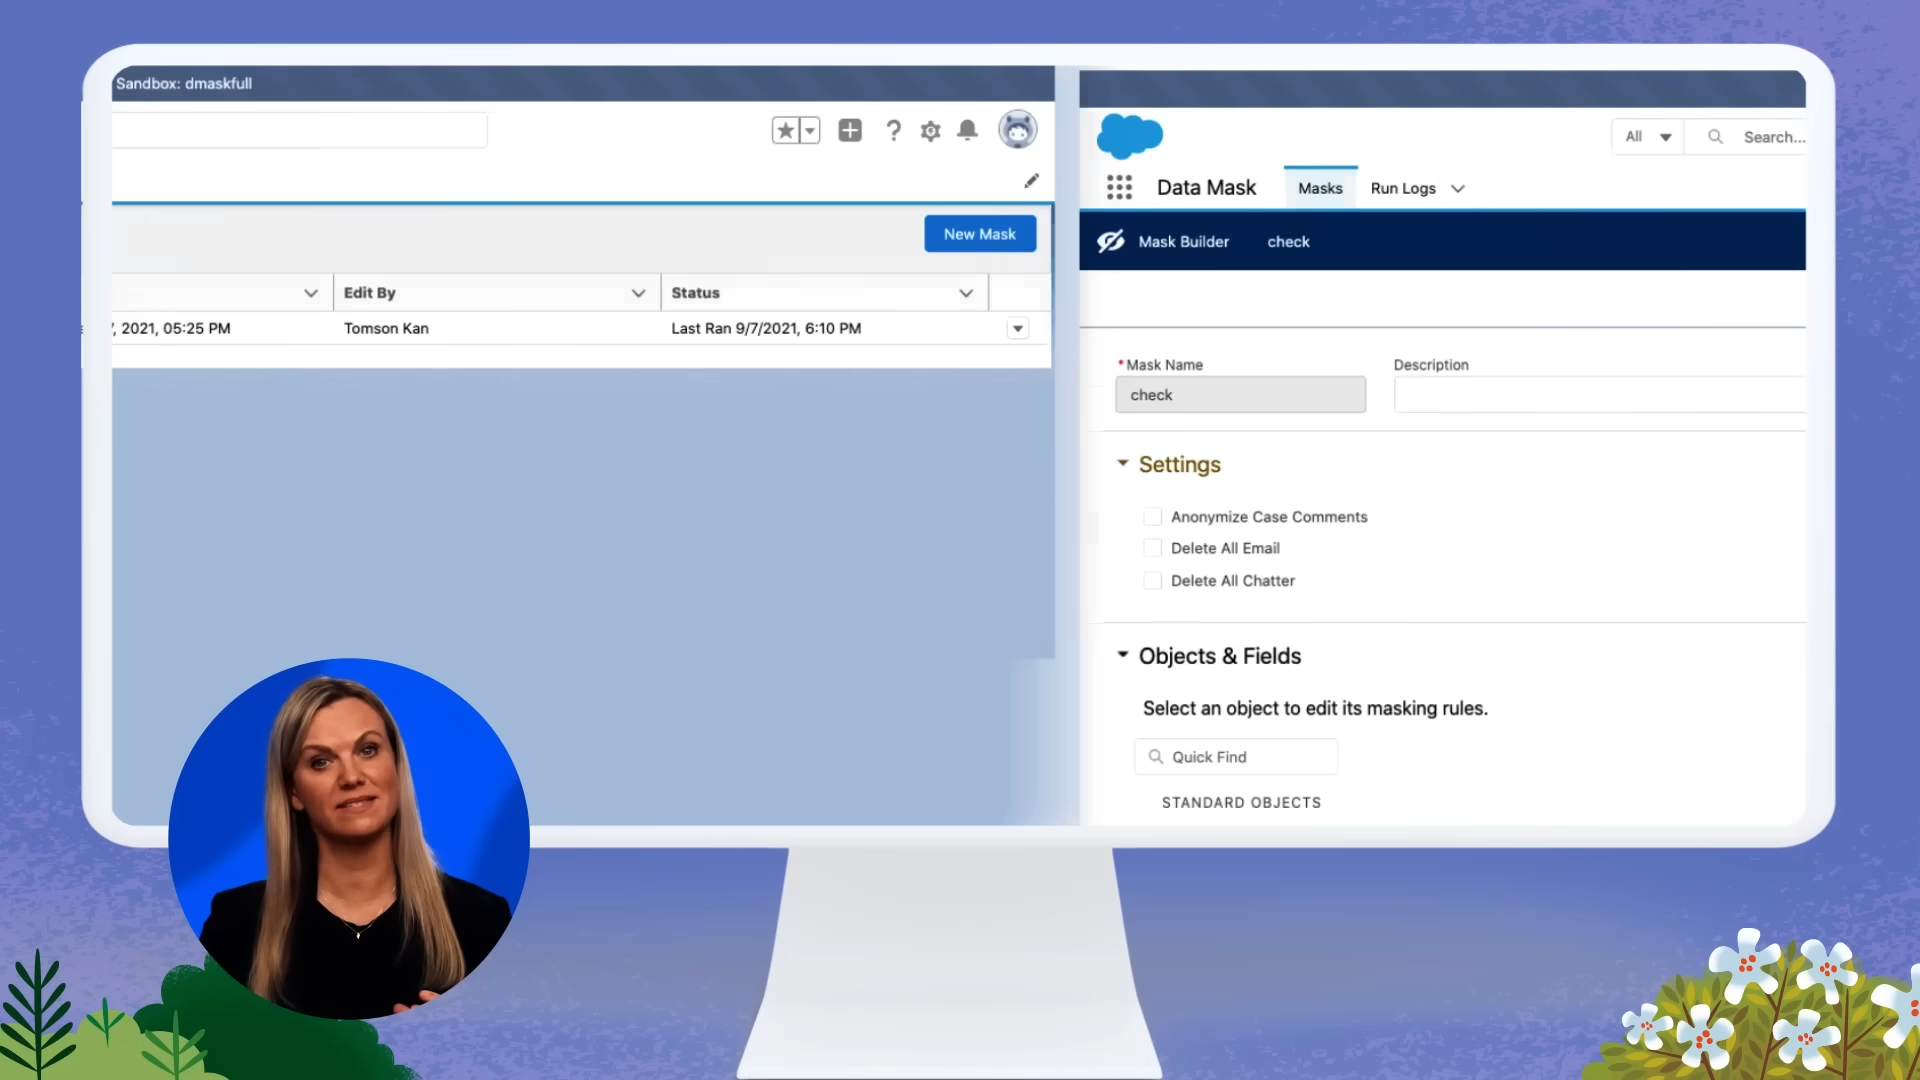 Sandbox: dmaskfull
New Mask
Edit By
Status
, 2021, 05:25 PM
Tomson Kan
Last Ran 9/7/2021, 6:10 PM
All
Search...
Data Mask
Masks
Run Logs
Mask Builder
check
* Mask Name
Description
check
Settings
Anonymize Case Comments
Delete All Email
Delete All Chatter
Objects & Fields
Select an object to edit its masking rules.
Quick Find
STANDARD OBJECTS